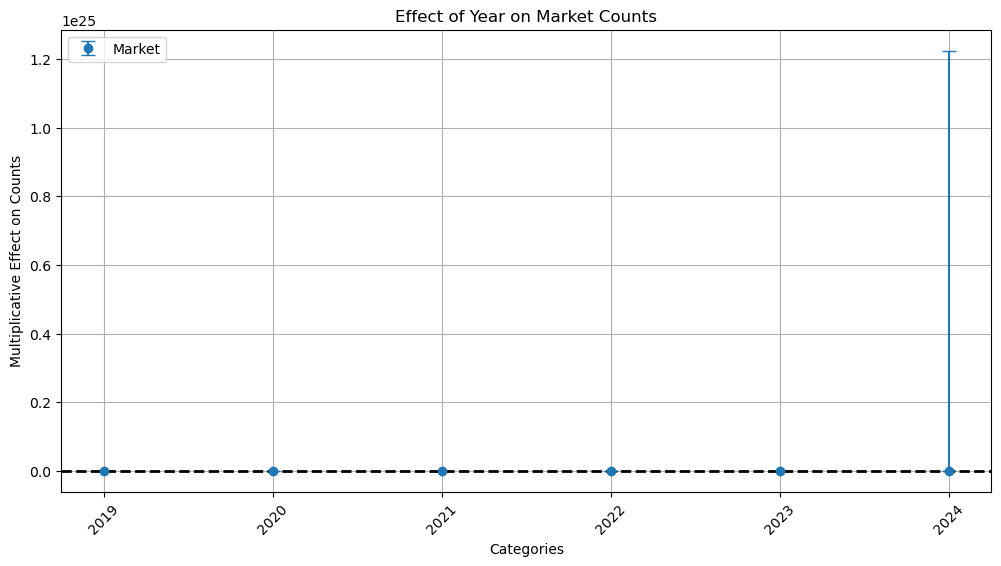 Effect of Year on Market Counts
1e25
Market
1.2
1.0
0.8
0.6
0.4
0.2
0.0
Multiplicative Effect on Counts
2019
2020
2021
2022
2023
2024
Categories